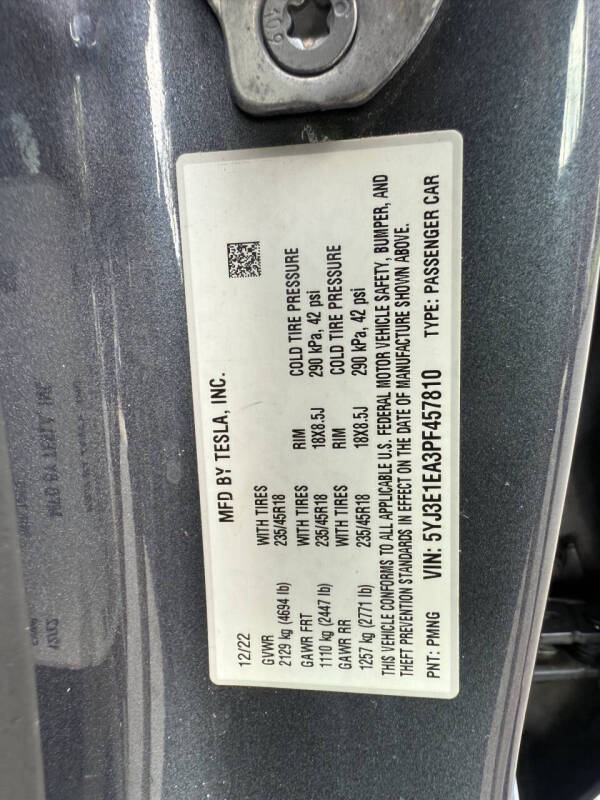 MFD BY TESLA, INC.
12/22
GVWR WITH TIRES
2129 kg (4694 lb) 235/45R18
GAWR FRT WITH TIRES RIM COLD TIRE PRESSURE
1110 kg (2447 lb) 235/45R18 18X8.5J 290 kPa, 42 psi
GAWR RR WITH TIRES RIM COLD TIRE PRESSURE
1257 kg (2771 lb) 235/45R18 18X8.5J 290 kPa, 42 psi
THIS VEHICLE CONFORMS TO ALL APPLICABLE U.S. FEDERAL MOTOR VEHICLE SAFETY, BUMPER, AND
THEFT PREVENTION STANDARDS IN EFFECT ON THE DATE OF MANUFACTURE SHOWN ABOVE.
PNT: PMNG VIN: 5YJ3E1EA3PF457810 TYPE: PASSENGER CAR